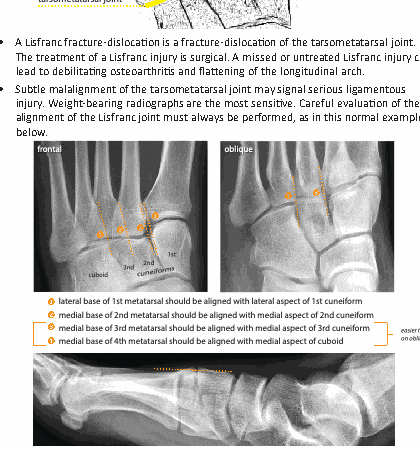 tarsometatarsal joint
• A Lisfranc fracture-dislocation is a fracture-dislocation of the tarsometatarsal joint.
The treatment of a Lisfranc injury is surgical. A missed or untreated Lisfranc injury c
lead to debilitating osteoarthritis and flattening of the longitudinal arch.
• Subtle malalignment of the tarsometatarsal joint may signal serious ligamentous
injury. Weight-bearing radiographs are the most sensitive. Careful evaluation of the
alignment of the Lisfranc joint must always be performed, as in this normal example
below.
frontal
oblique
1st
2nd
3nd
cuneiforms
cuboid
lateral base of 1st metatarsal should be aligned with lateral aspect of 1st cuneiform
medial base of 2nd metatarsal should be aligned with medial aspect of 2nd cuneiform
medial base of 3rd metatarsal should be aligned with medial aspect of 3rd cuneiform
medial base of 4th metatarsal should be aligned with medial aspect of cuboid
easier t
on obli